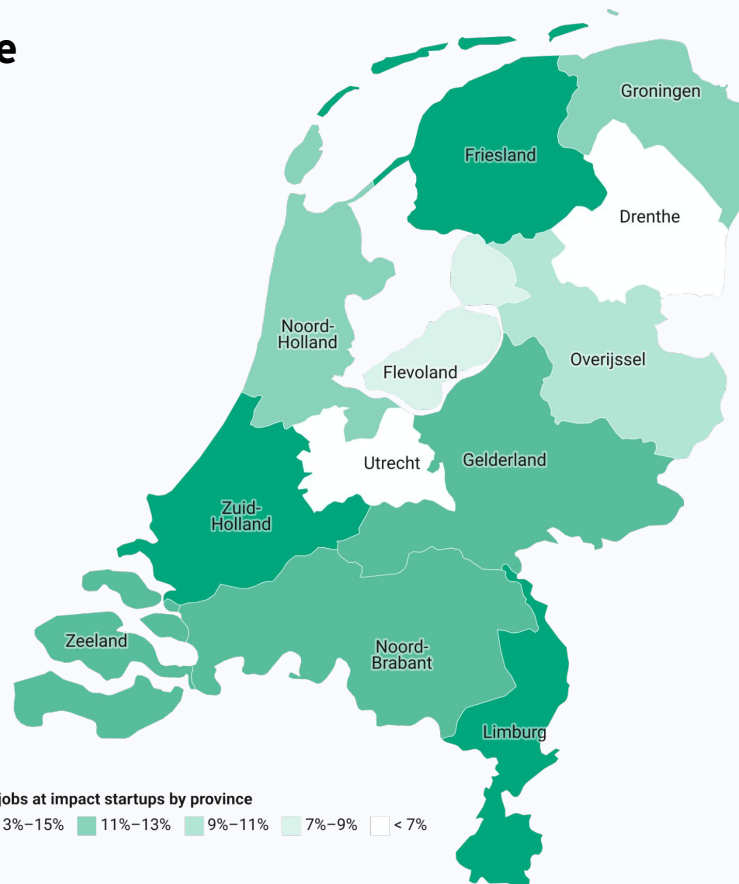 e
Groningen
Friesland
Drenthe
Noord-
Holland
Overijssel
Flevoland
Utrecht
Gelderland
Zuid-
Holland
Zeeland
Noord-
Brabant
Limburg
jobs at impact startups by province
3%–15% 11%–13% 9%–11% 7%–9% < 7%